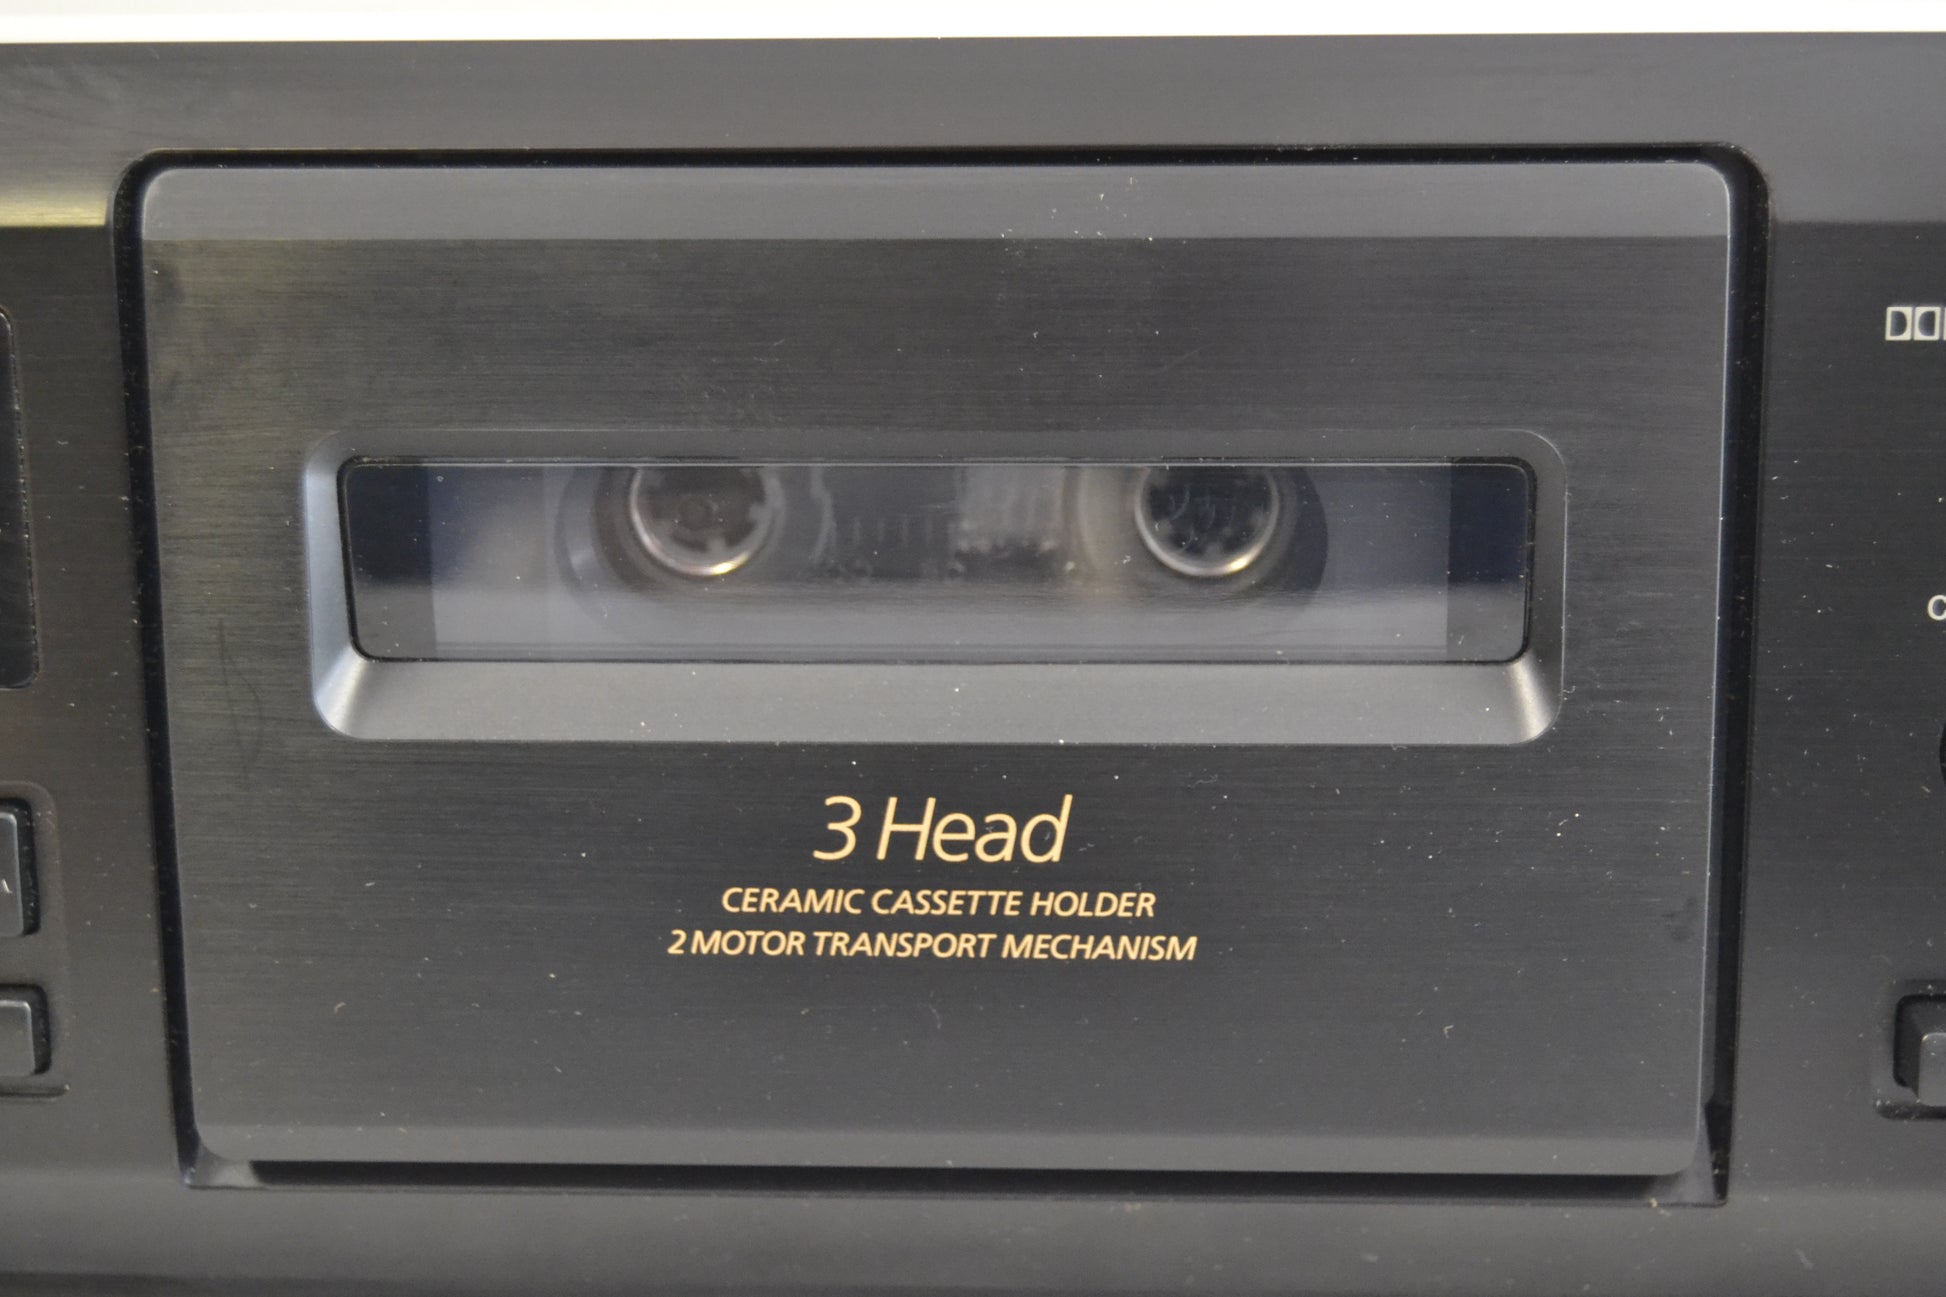 3 Head
CERAMIC CASSETTE HOLDER
2 MOTOR TRANSPORT MECHANISM